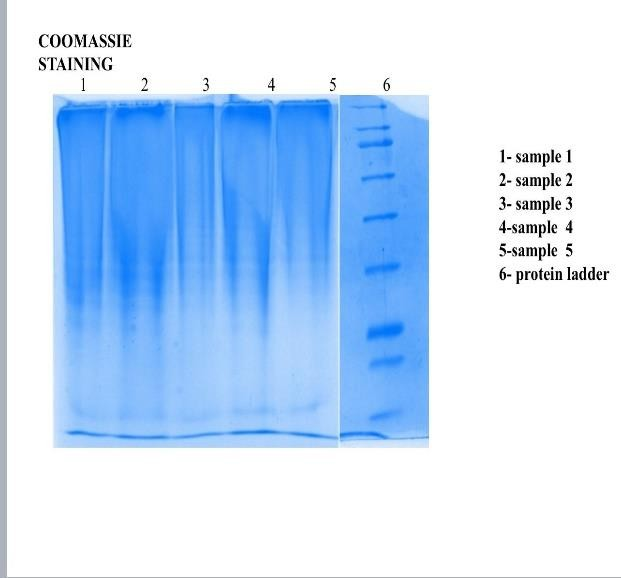 COOMASSIE
STAINING
1 2 3 4 5 6
1- sample 1
2- sample 2
3- sample 3
4-sample 4
5-sample 5
6- protein ladder